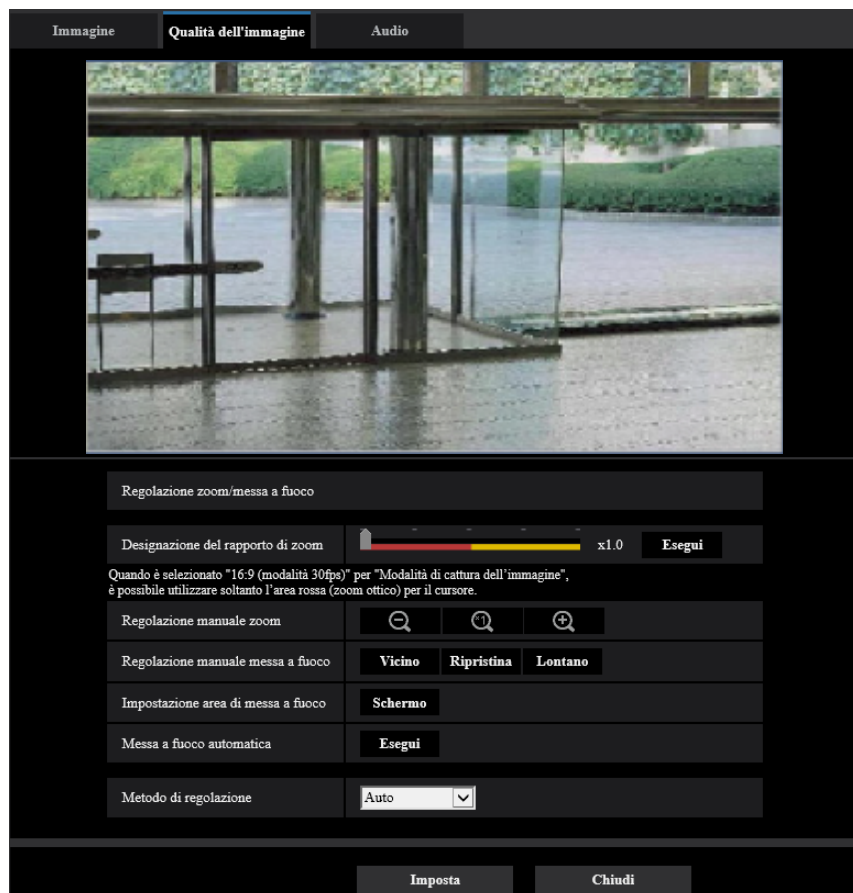 Immagine
Qualità dell'immagine
Audio
Regolazione zoom/messa a fuoco
Designazione del rapporto di zoom
x1.0
Esegui
Quando è selezionato "16:9 (modalità 30fps)" per "Modalità di cattura dell'immagine",
è possibile utilizzare soltanto l'area rossa (zoom ottico) per il cursore.
Regolazione manuale zoom
×1
Regolazione manuale messa a fuoco
Vicino
Ripristina
Lontano
Impostazione area di messa a fuoco
Schermo
Messa a fuoco automatica
Esegui
Metodo di regolazione
Auto
Imposta
Chiudi